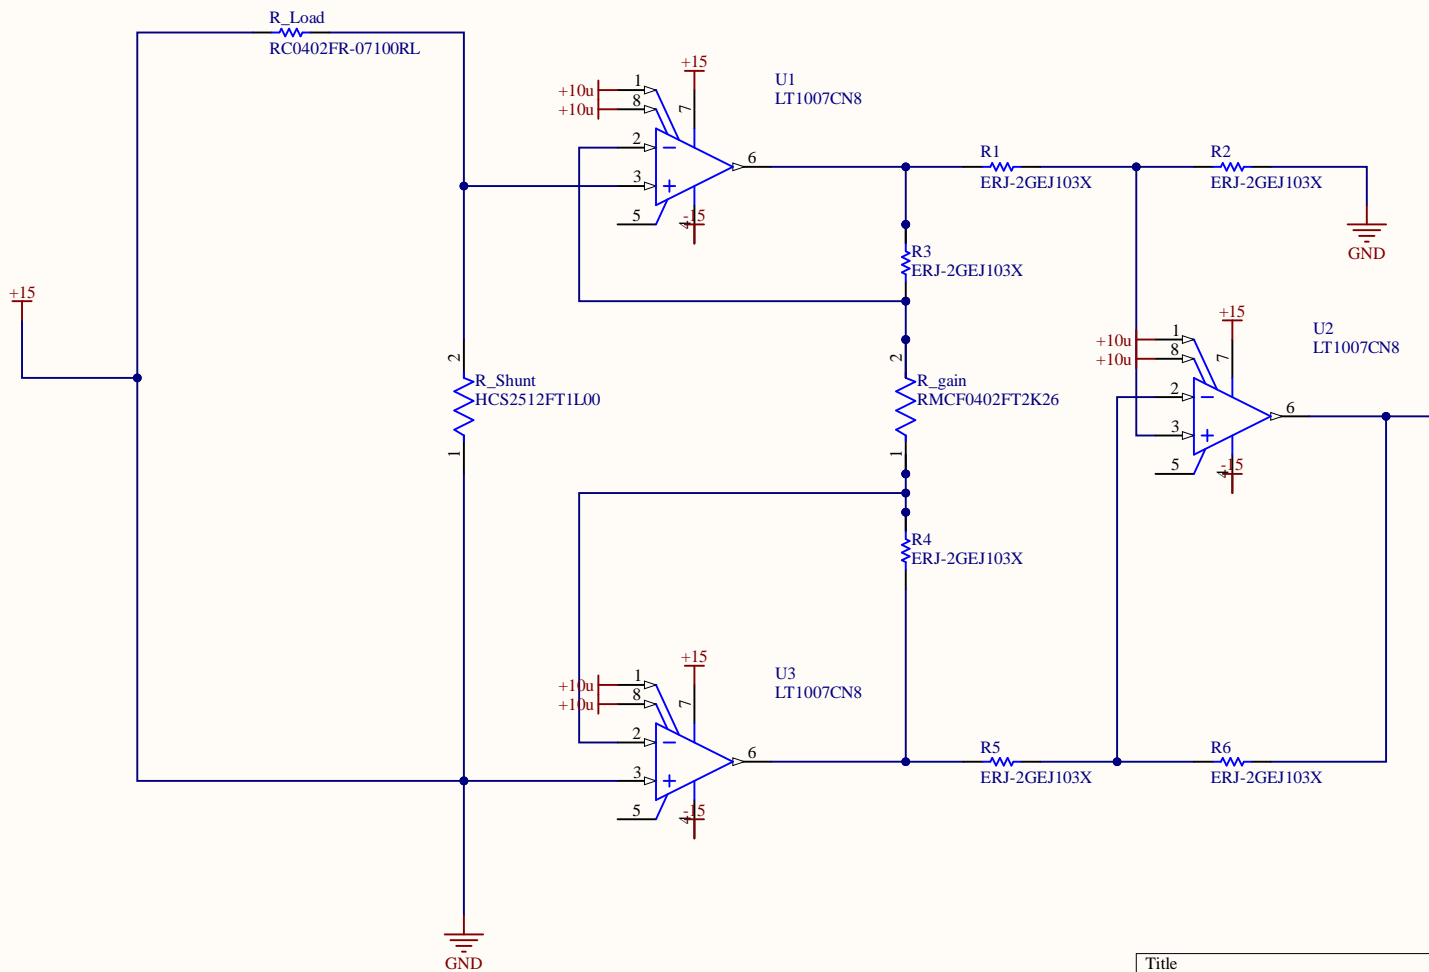 R_Load
RC0402FR-07100RL
+15
+10u
+10u
1
8
7
2
3
5
6
4
-15
U1
LT1007CN8
R1
ERJ-2GEJ103X
R2
ERJ-2GEJ103X
GND
R3
ERJ-2GEJ103X
+15
2
R_Shunt
HCS2512FT1L00
1
2
R_gain
RMCF0402FT2K26
1
+15
+10u
+10u
1
8
7
2
3
5
6
4
-15
U2
LT1007CN8
R4
ERJ-2GEJ103X
+15
+10u
+10u
1
8
7
2
3
5
6
4
-15
U3
LT1007CN8
R5
ERJ-2GEJ103X
R6
ERJ-2GEJ103X
GND
Title